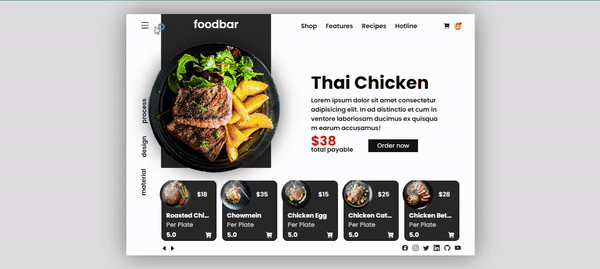 foodbar
Shop Features Recipes Hotline
process
design
material
Thai Chicken
Lorem ipsum dolor sit amet consectetur
adipisicing elit. In ad distinctio et cum in
ventore laboriosam ducimus ex quisqua
m earum accusamus!
$38
total payable
Order now
$18
Roasted Chi...
Per Plate
5.0
$35
Chowmein
Per Plate
5.0
$15
Chicken Egg
Per Plate
5.0
$25
Chicken Cat...
Per Plate
5.0
$28
Chicken Bet...
Per Plate
5.0